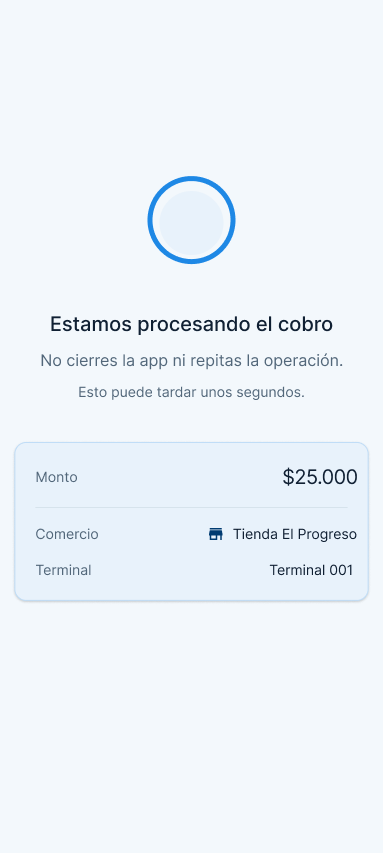 Estamos procesando el cobro
No cierres la app ni repitas la operación.
Esto puede tardar unos segundos.
Monto $25.000
Comercio Tienda El Progreso
Terminal Terminal 001